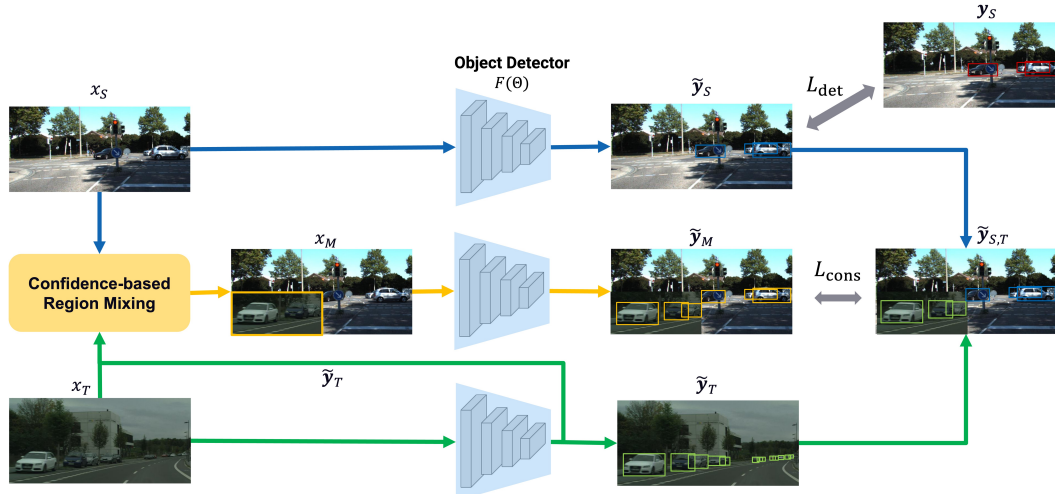 y_S
Object Detector
F(Θ)
x_S
ỹ_S
L_det
x_M
ỹ_M
ỹ_{S,T}
Confidence-based
Region Mixing
L_cons
x_T
ỹ_T
ỹ_T